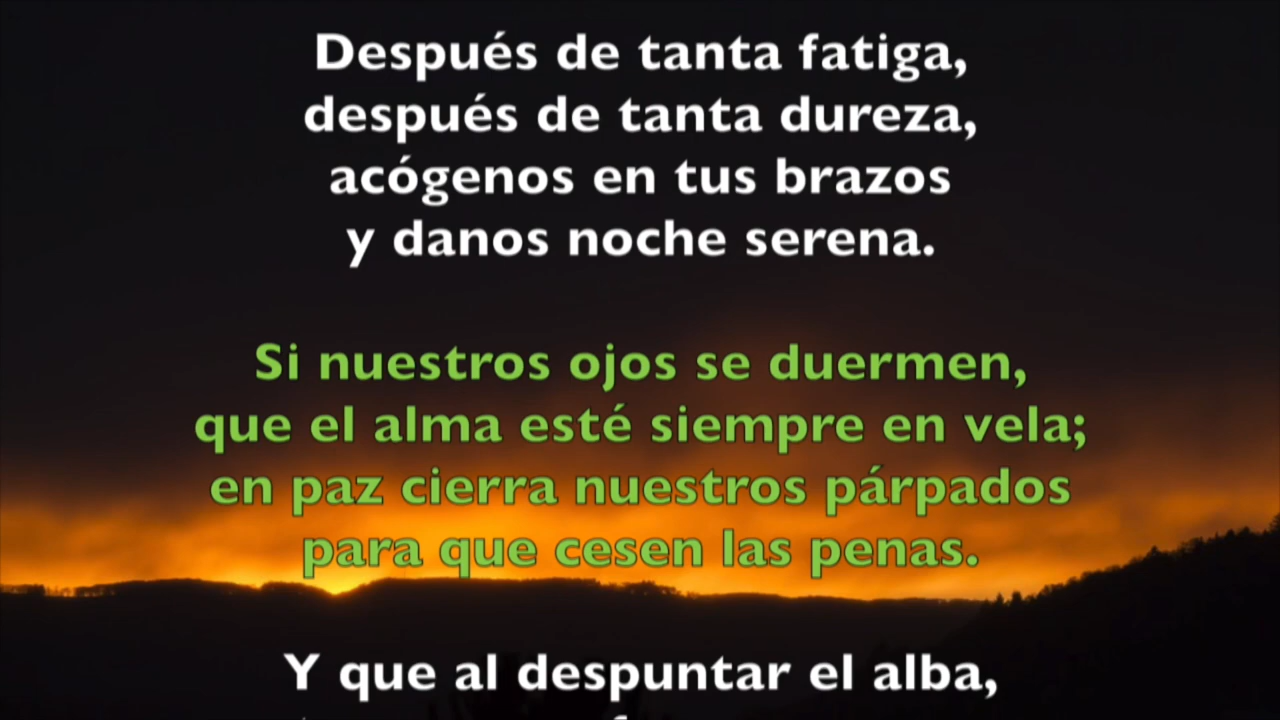 Después de tanta fatiga,
después de tanta dureza,
acógenos en tus brazos
y danos noche serena.
Si nuestros ojos se duermen,
que el alma esté siempre en vela;
en paz cierra nuestros párpados
para que cesen las penas.
Y que al despuntar el alba,